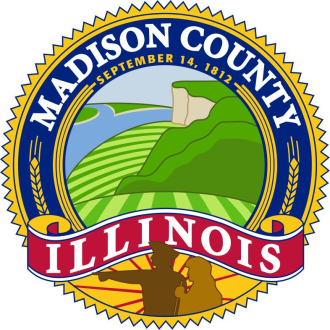 MADISON COUNTY
SEPTEMBER 14, 1812
ILLINOIS